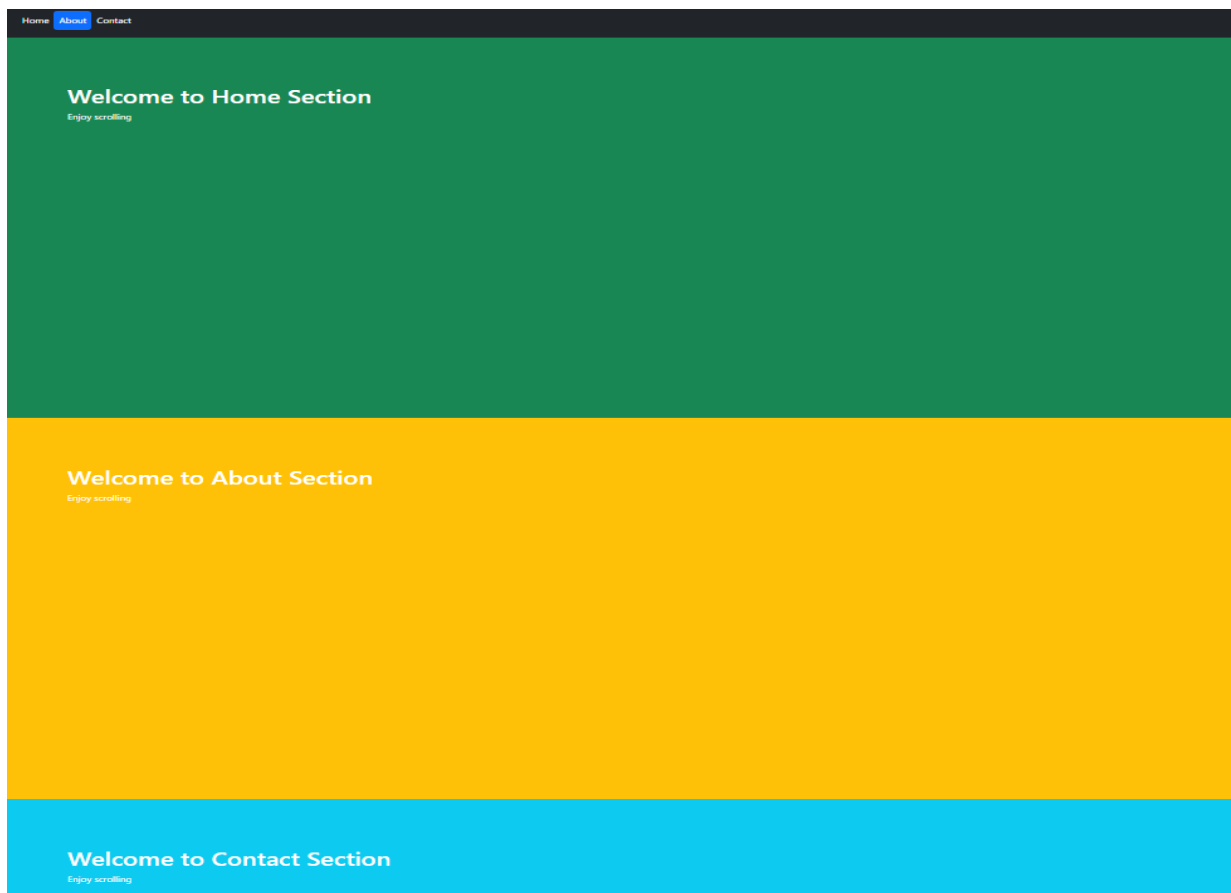 Home About Contact
Welcome to Home Section
Enjoy scrolling
Welcome to About Section
Enjoy scrolling
Welcome to Contact Section
Enjoy scrolling